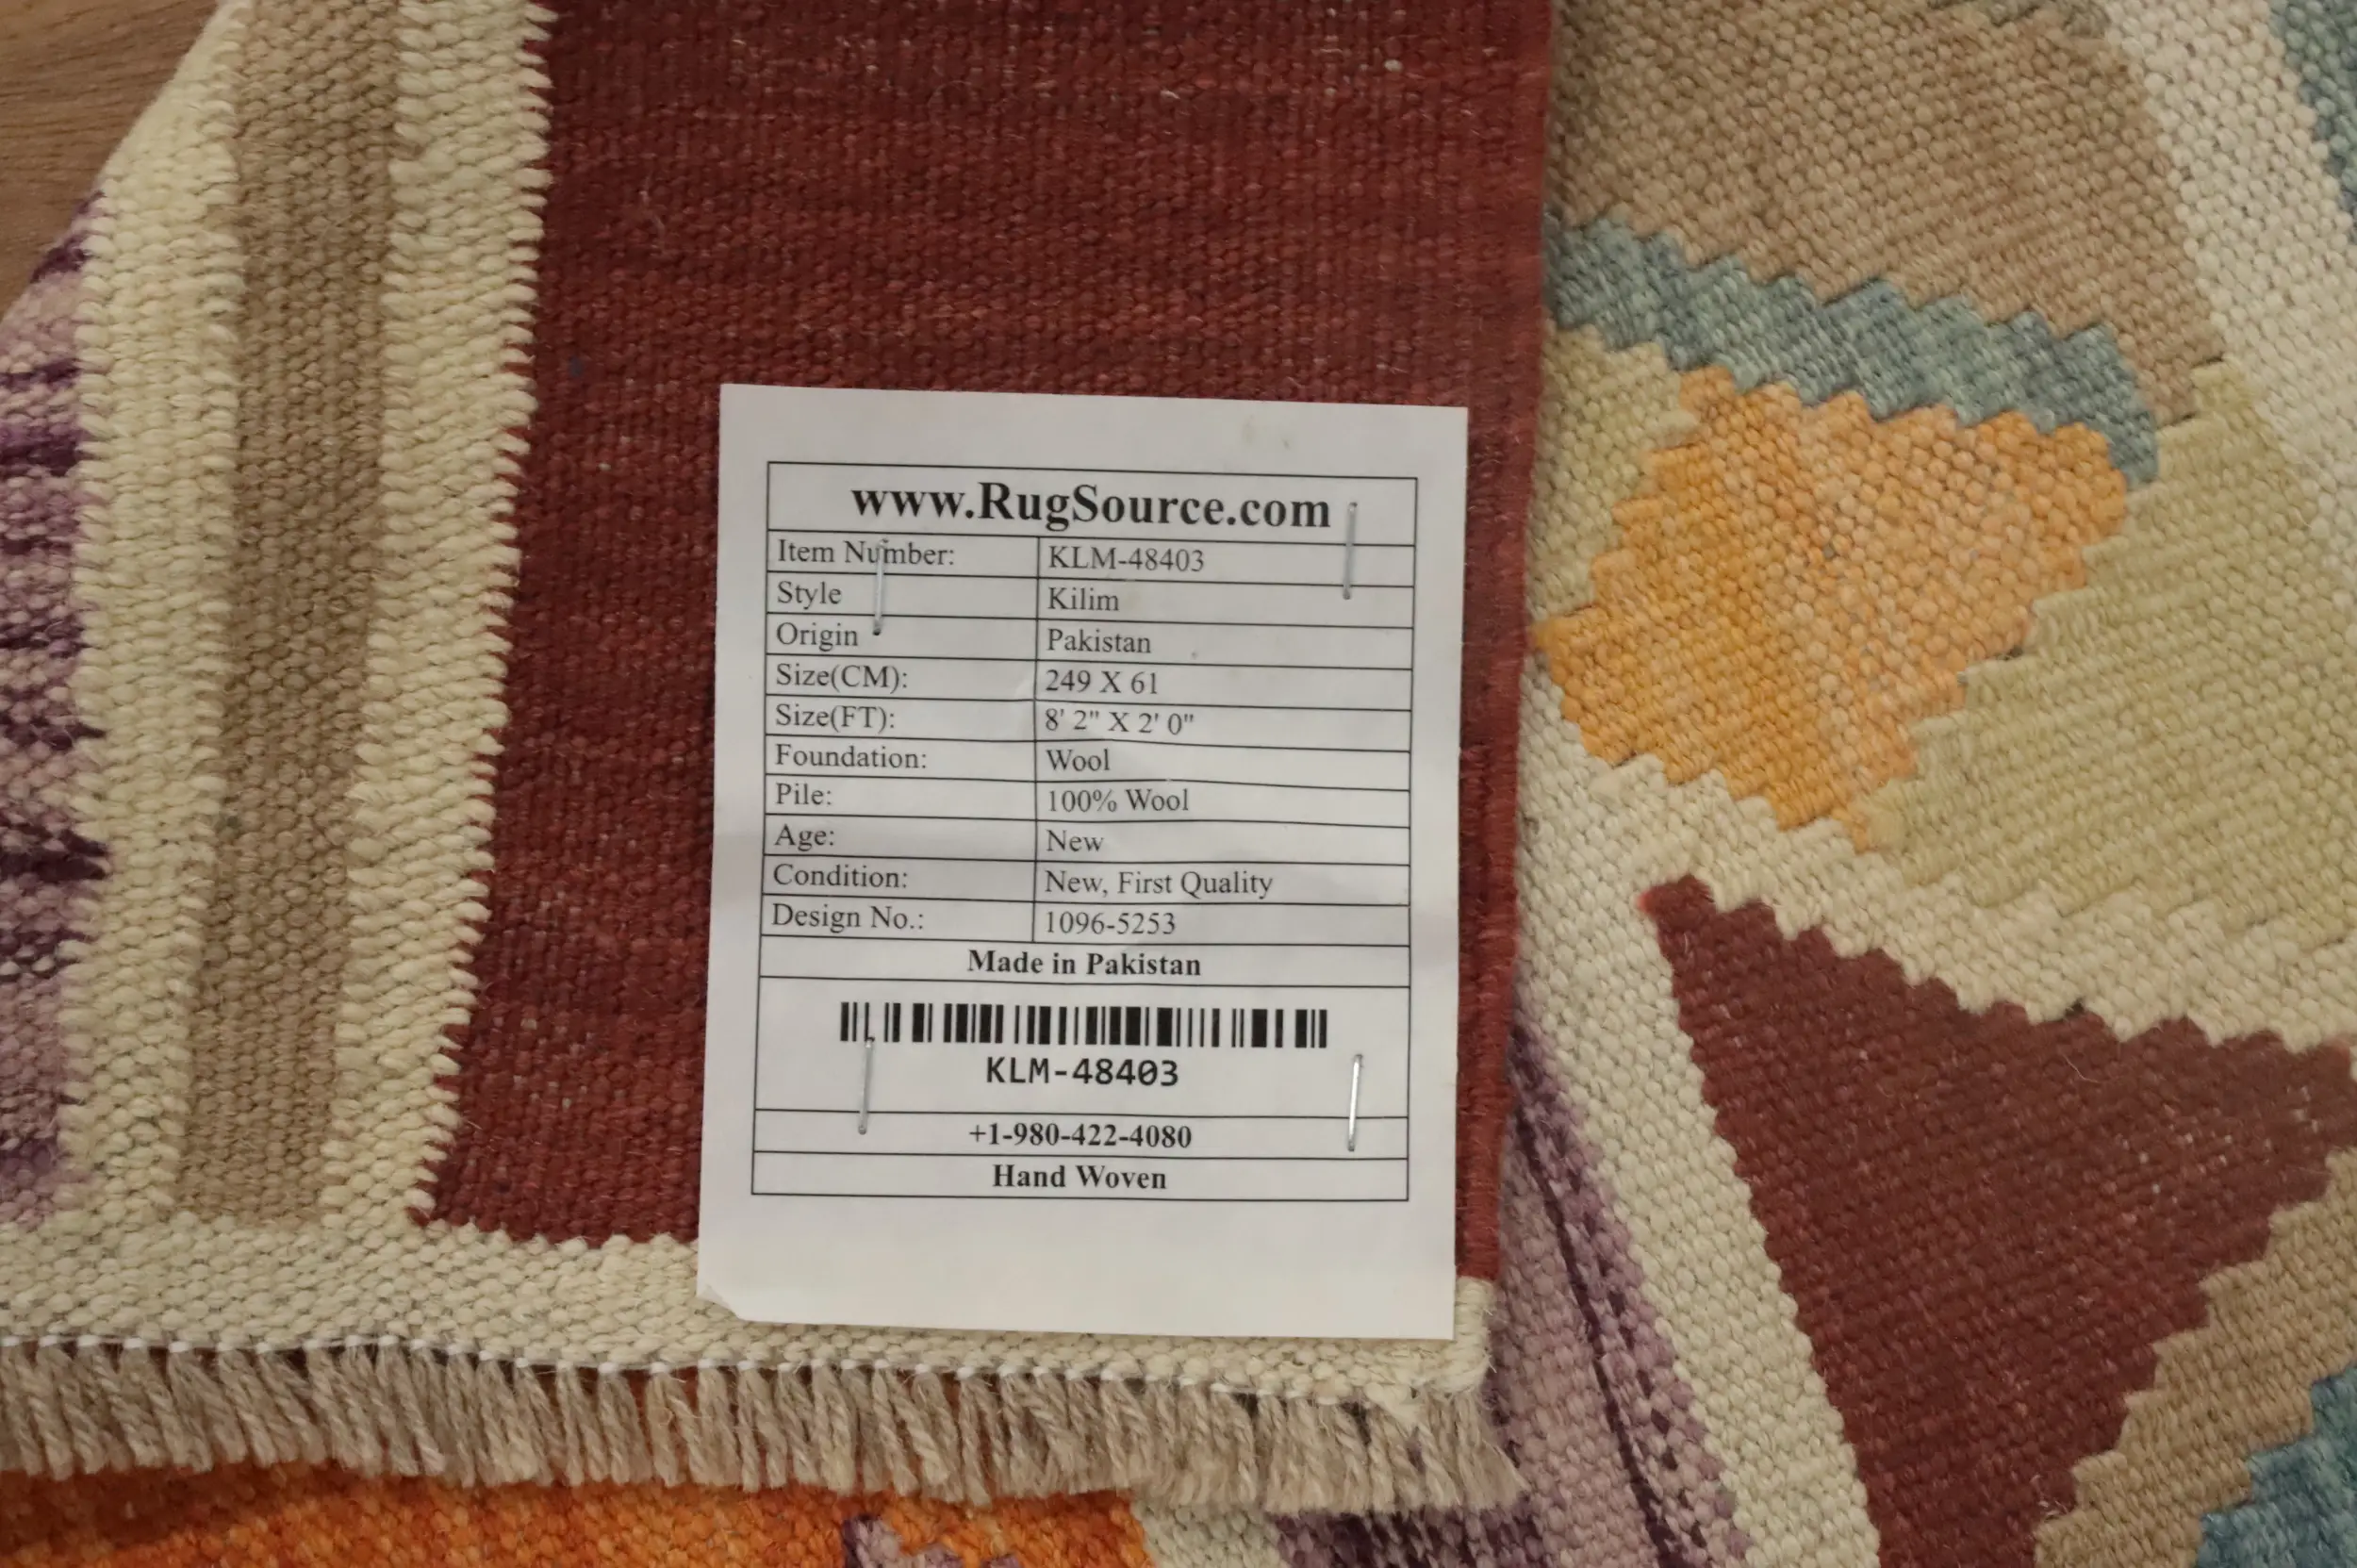 www.RugSource.com
Item Number: KLM-48403
Style Kilim
Origin Pakistan
Size(CM): 249 X 61
Size(FT): 8' 2" X 2' 0"
Foundation: Wool
Pile: 100% Wool
Age: New
Condition: New, First Quality
Design No.: 1096-5253
Made in Pakistan
KLM-48403
+1-980-422-4080
Hand Woven